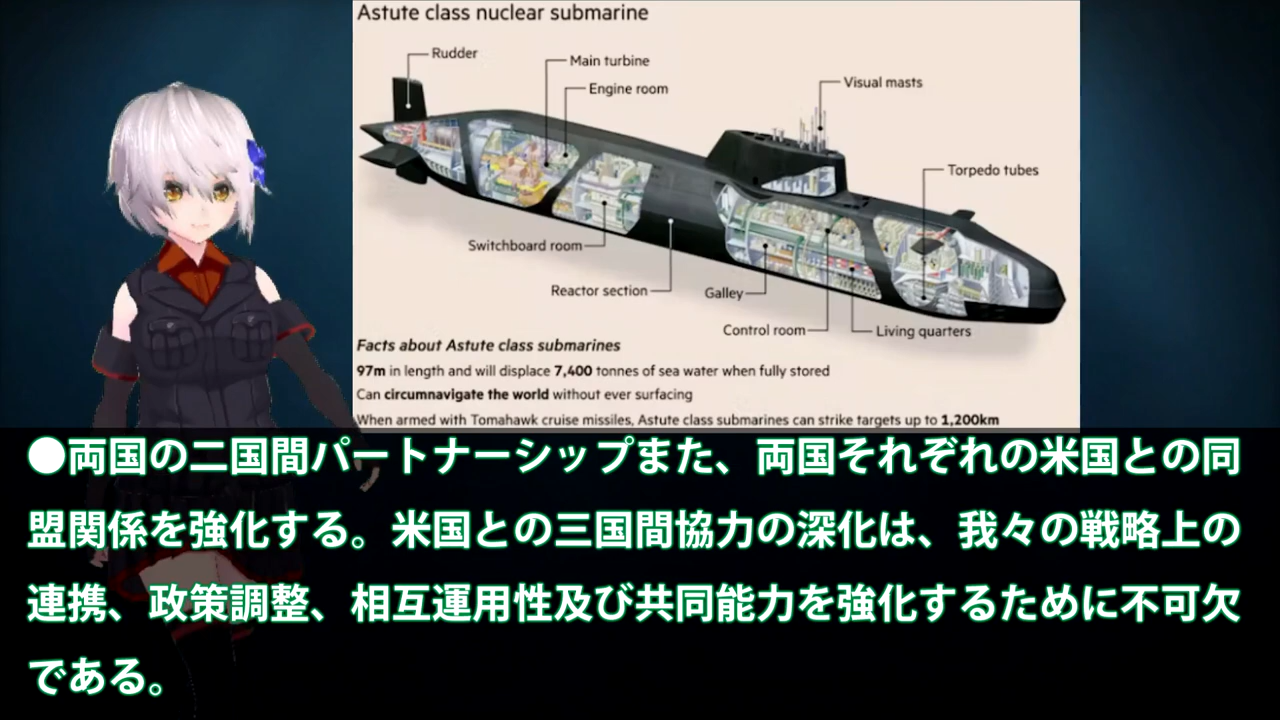 Astute class nuclear submarine
Rudder
Main turbine
Engine room
Visual masts
Torpedo tubes
Switchboard room
Reactor section
Galley
Control room
Living quarters
Facts about Astute class submarines
97m in length and will displace 7,400 tonnes of sea water when fully stored
Can circumnavigate the world without ever surfacing
When armed with Tomahawk cruise missiles, Astute class submarines can strike targets up to 1,200km
●両国の二国間パートナーシップまた、両国それぞれの米国との同
盟関係を強化する。米国との三国間協力の深化は、我々の戦略上の
連携、政策調整、相互運用性及び共同能力を強化するために不可欠
である。